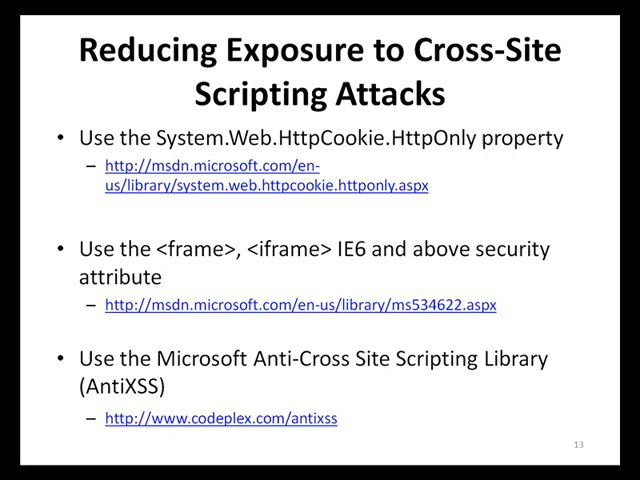 Reducing Exposure to Cross-Site
Scripting Attacks
• Use the System.Web.HttpCookie.HttpOnly property
– http://msdn.microsoft.com/en-
us/library/system.web.httpcookie.httponly.aspx
• Use the <frame>, <iframe> IE6 and above security
attribute
– http://msdn.microsoft.com/en-us/library/ms534622.aspx
• Use the Microsoft Anti-Cross Site Scripting Library
(AntiXSS)
– http://www.codeplex.com/antixss
13